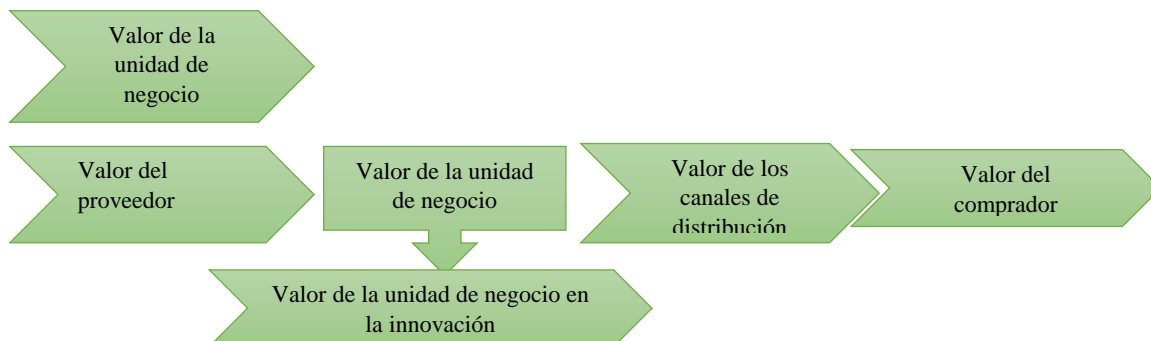 Valor de la
unidad de
negocio
Valor del
proveedor
Valor de la unidad
de negocio
Valor de los
canales de
distribución
Valor del
comprador
Valor de la unidad de negocio en
la innovación